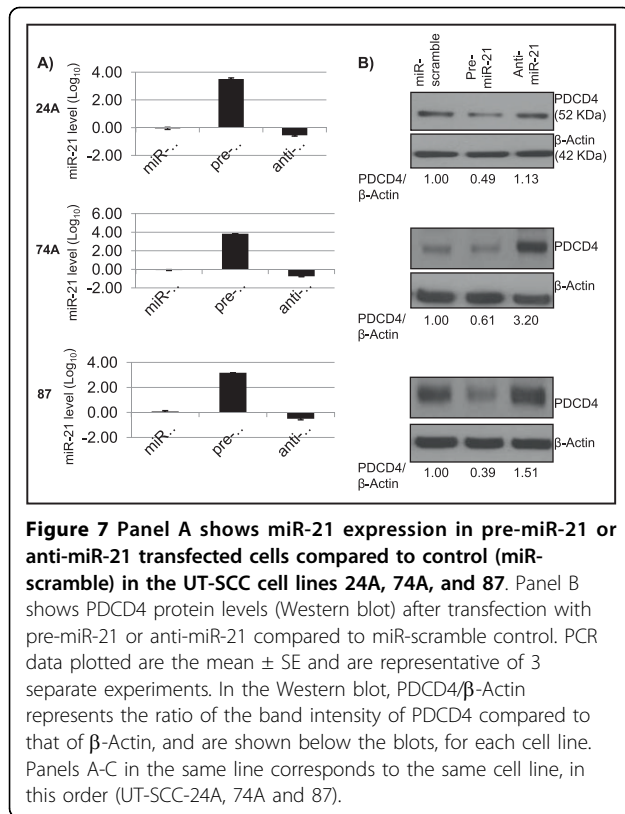 A)
24A
miR-21 level (Log10)
4.00
2.00
0.00
-2.00
miR-...
pre-...
anti-...
74A
miR-21 level (Log10)
6.00
4.00
2.00
0.00
-2.00
miR-...
pre-...
anti-...
87
miR-21 level (Log10)
4.00
2.00
0.00
-2.00
miR...
pre-...
anti-...
B)
miR-
scramble
Pre-
miR-21
Anti-
miR-21
PDCD4
(52 KDa)
β-Actin
(42 KDa)
PDCD4/
β-Actin
1.00 0.49 1.13
PDCD4
β-Actin
PDCD4/
β-Actin
1.00 0.61 3.20
PDCD4
β-Actin
PDCD4/
β-Actin
1.00 0.39 1.51
Figure 7 Panel A shows miR-21 expression in pre-miR-21 or
anti-miR-21 transfected cells compared to control (miR-
scramble) in the UT-SCC cell lines 24A, 74A, and 87. Panel B
shows PDCD4 protein levels (Western blot) after transfection with
pre-miR-21 or anti-miR-21 compared to miR-scramble control. PCR
data plotted are the mean ± SE and are representative of 3
separate experiments. In the Western blot, PDCD4/β-Actin
represents the ratio of the band intensity of PDCD4 compared to
that of β-Actin, and are shown below the blots, for each cell line.
Panels A-C in the same line corresponds to the same cell line, in
this order (UT-SCC-24A, 74A and 87).